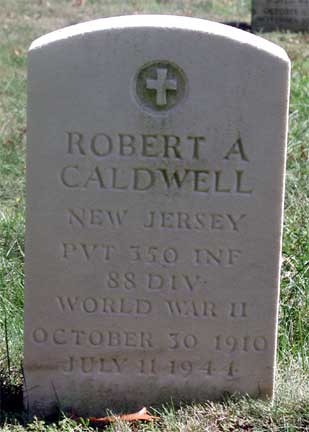 ROBERT A
CALDWELL
NEW JERSEY
PVT 350 INF
88 DIV
WORLD WAR II
OCTOBER 30 1910
JULY 11 1944